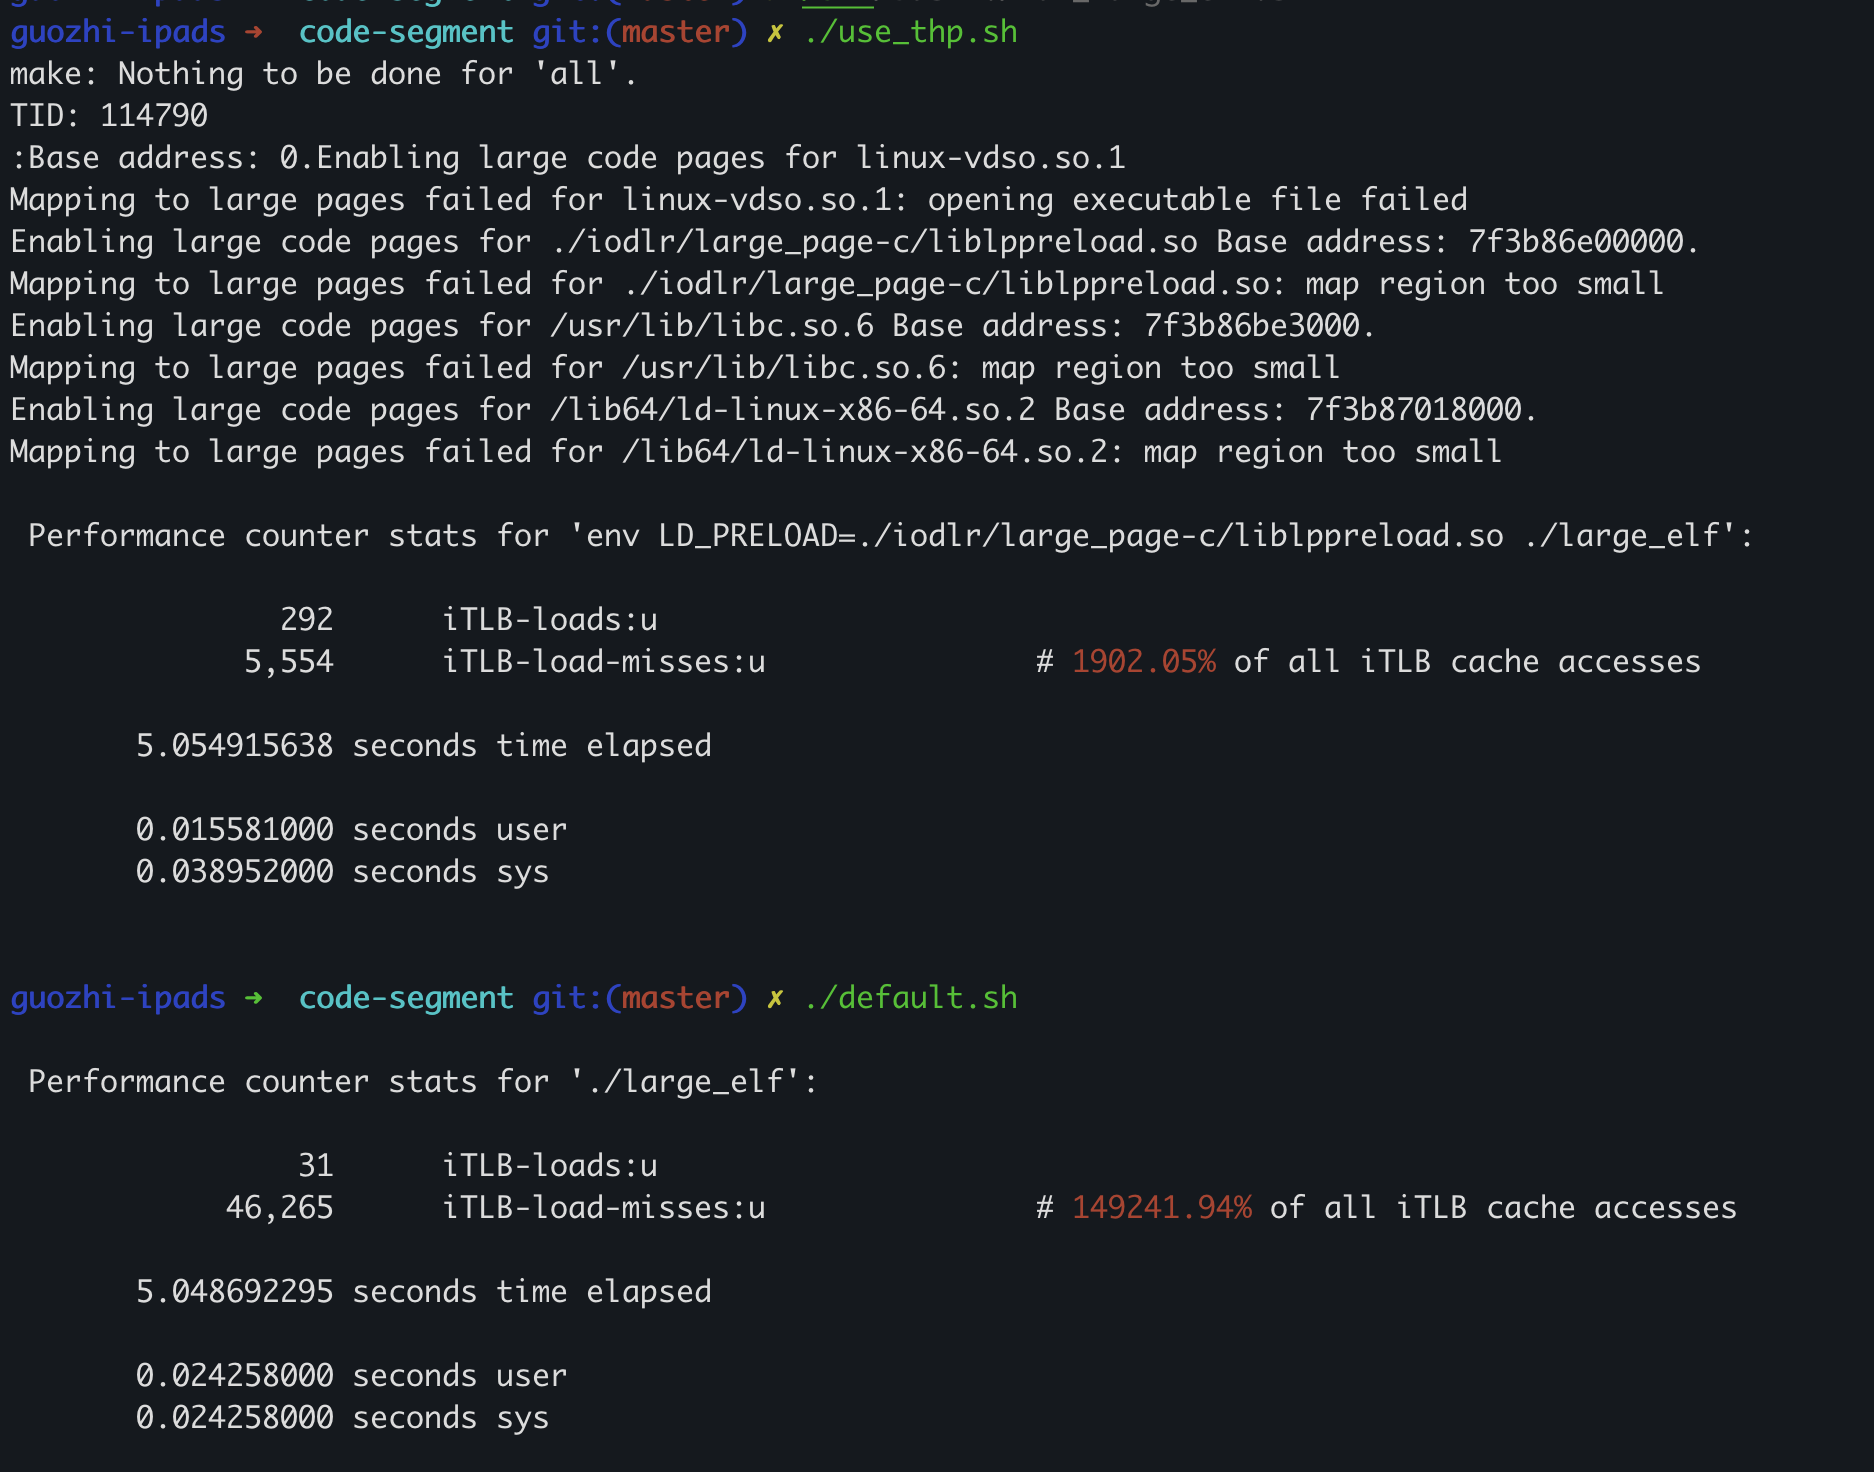 guozhi-ipads ➜  code-segment git:(master) ✗ ./use_thp.sh
make: Nothing to be done for 'all'.
TID: 114790
:Base address: 0.Enabling large code pages for linux-vdso.so.1
Mapping to large pages failed for linux-vdso.so.1: opening executable file failed
Enabling large code pages for ./iodlr/large_page-c/liblppreload.so Base address: 7f3b86e00000.
Mapping to large pages failed for ./iodlr/large_page-c/liblppreload.so: map region too small
Enabling large code pages for /usr/lib/libc.so.6 Base address: 7f3b86be3000.
Mapping to large pages failed for /usr/lib/libc.so.6: map region too small
Enabling large code pages for /lib64/ld-linux-x86-64.so.2 Base address: 7f3b87018000.
Mapping to large pages failed for /lib64/ld-linux-x86-64.so.2: map region too small
Performance counter stats for 'env LD_PRELOAD=./iodlr/large_page-c/liblppreload.so ./large_elf':
292 iTLB-loads:u
5,554 iTLB-load-misses:u # 1902.05% of all iTLB cache accesses
5.054915638 seconds time elapsed
0.015581000 seconds user
0.038952000 seconds sys
guozhi-ipads ➜  code-segment git:(master) ✗ ./default.sh
Performance counter stats for './large_elf':
31 iTLB-loads:u
46,265 iTLB-load-misses:u # 149241.94% of all iTLB cache accesses
5.048692295 seconds time elapsed
0.024258000 seconds user
0.024258000 seconds sys